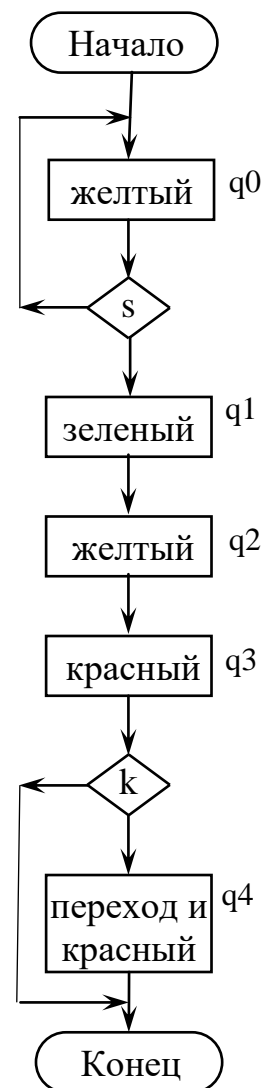 Начало
желтый q0
s
зеленый q1
желтый q2
красный q3
k
переход и q4
красный
Конец